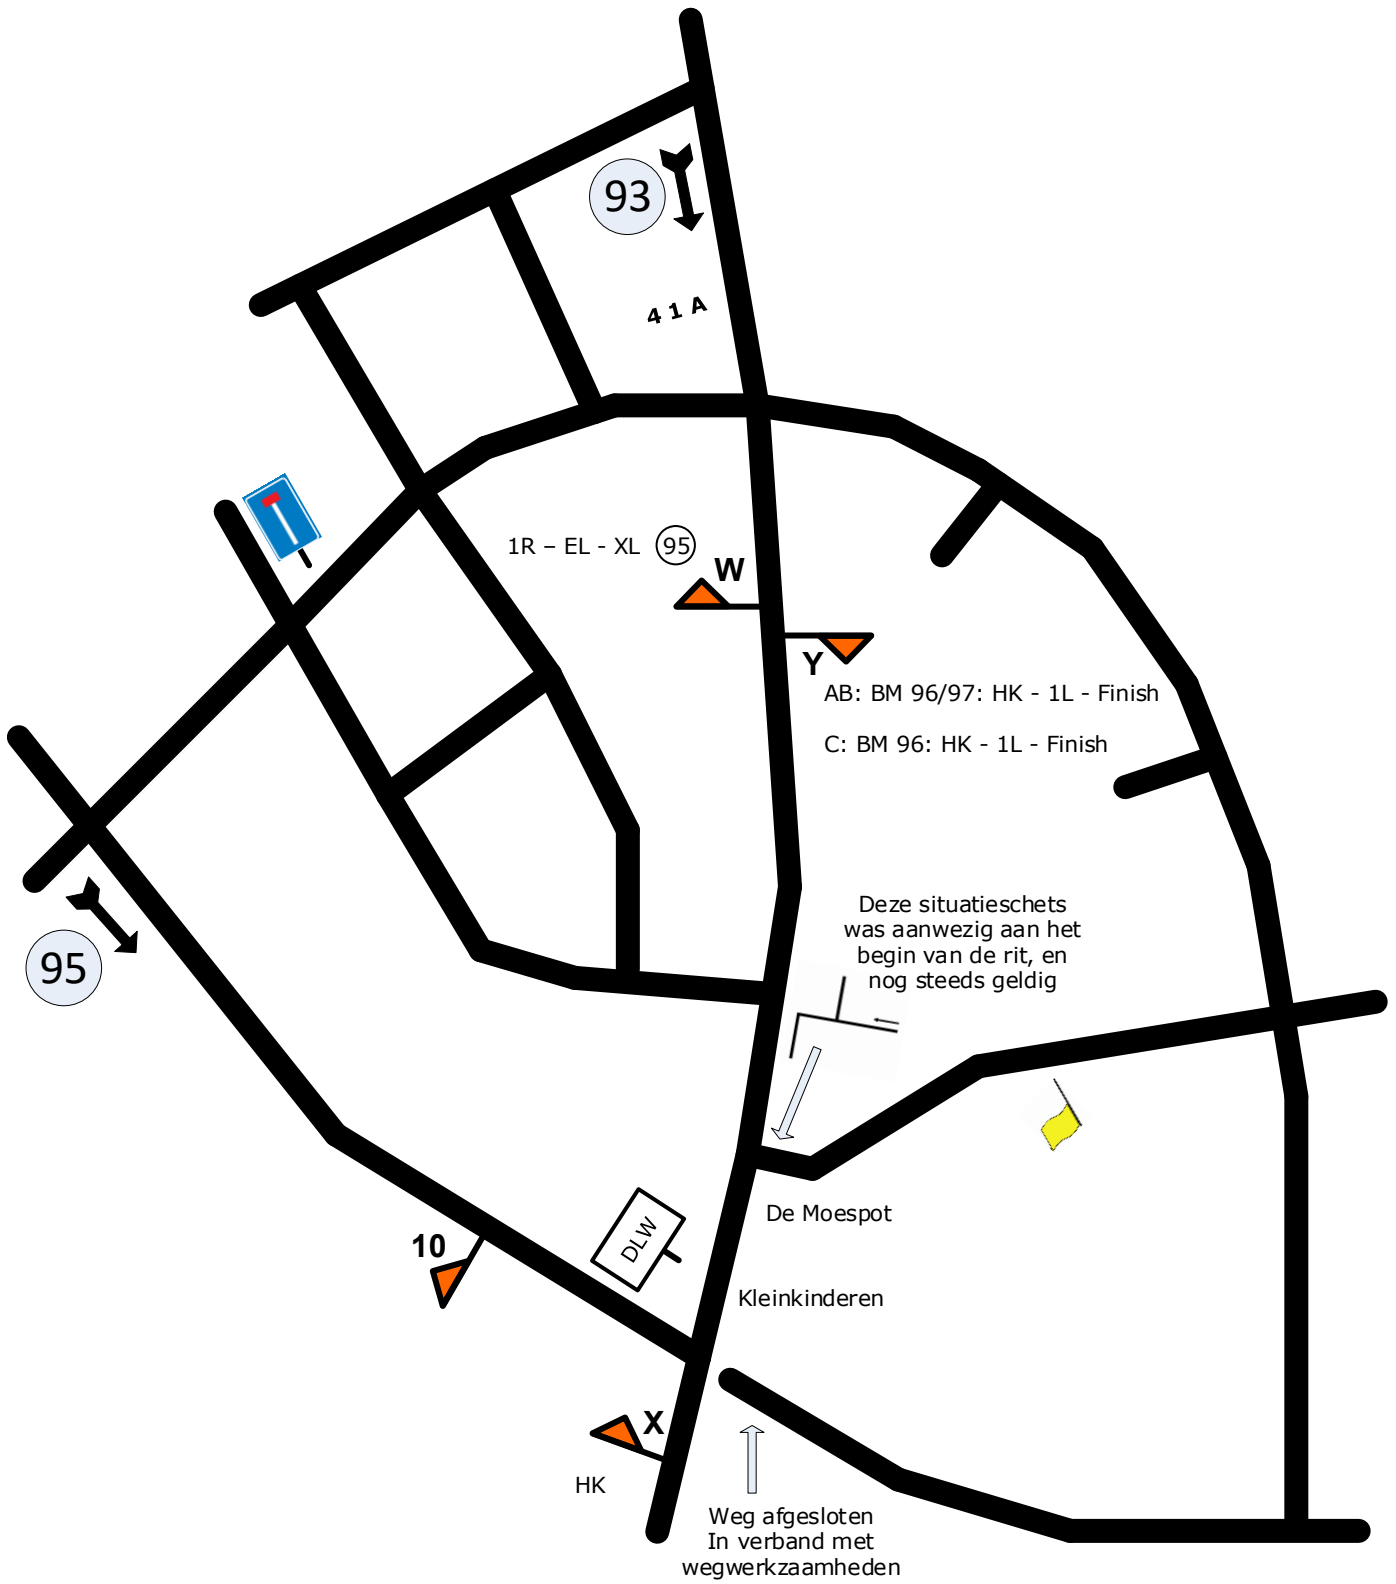 93
4 1 A
1R – EL - XL 95
W
Y
AB: BM 96/97: HK - 1L - Finish
C: BM 96: HK - 1L - Finish
Deze situatieschets
was aanwezig aan het
begin van de rit, en
nog steeds geldig
95
De Moespot
DLW
10
Kleinkinderen
X
HK
Weg afgesloten
In verband met
wegwerkzaamheden